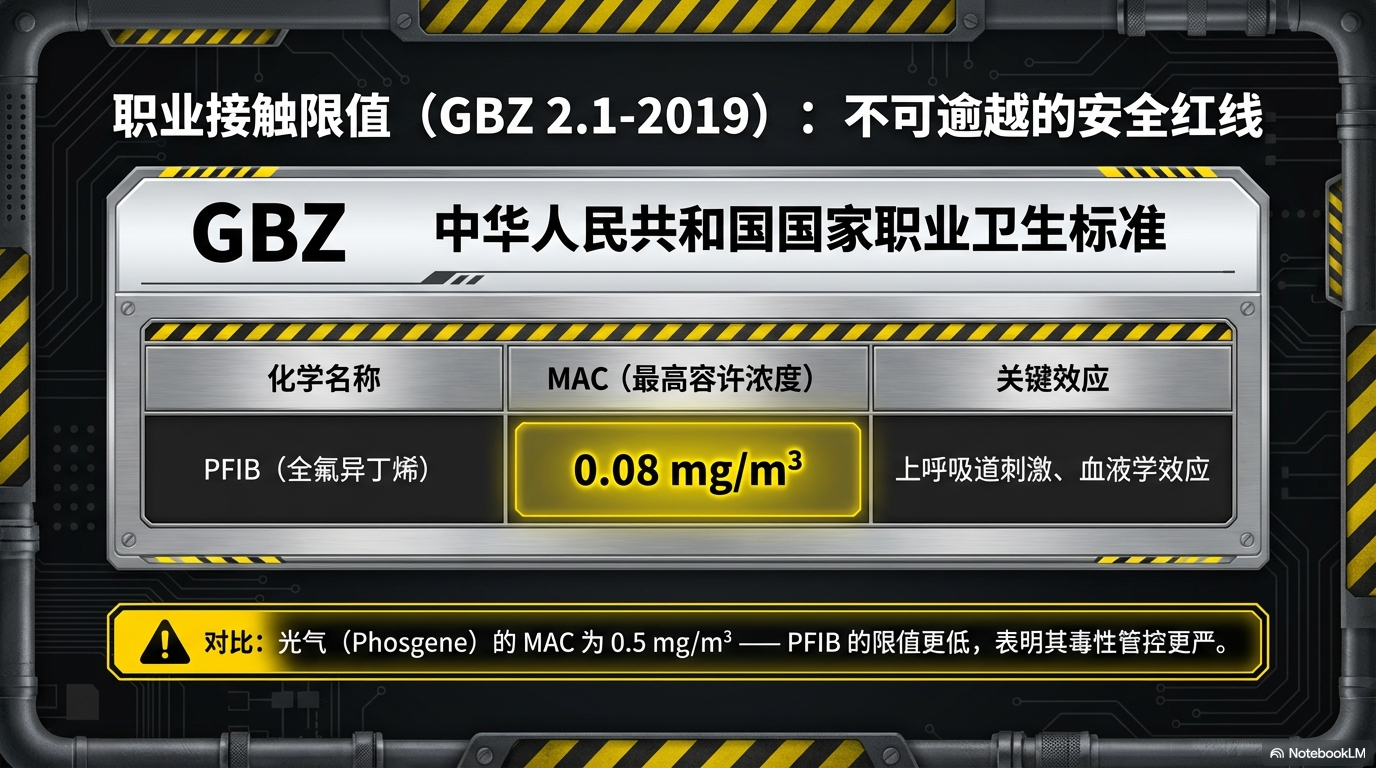 职业接触限值（GBZ 2.1-2019）：不可逾越的安全红线
GBZ
中华人民共和国国家职业卫生标准
化学名称
MAC（最高容许浓度）
关键效应
PFIB（全氟异丁烯）
0.08 mg/m³
上呼吸道刺激、血液学效应
对比：光气（Phosgene）的 MAC 为 0.5 mg/m³ —— PFIB 的限值更低，表明其毒性管控更严。
NotebookLM